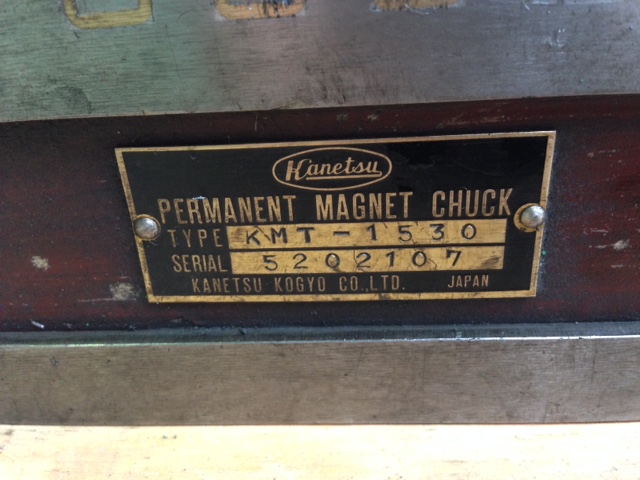 Kanetsu
PERMANENT MAGNET CHUCK
TYPE KMT-1530
SERIAL 5202107
KANETSU KOGYO CO.,LTD. JAPAN